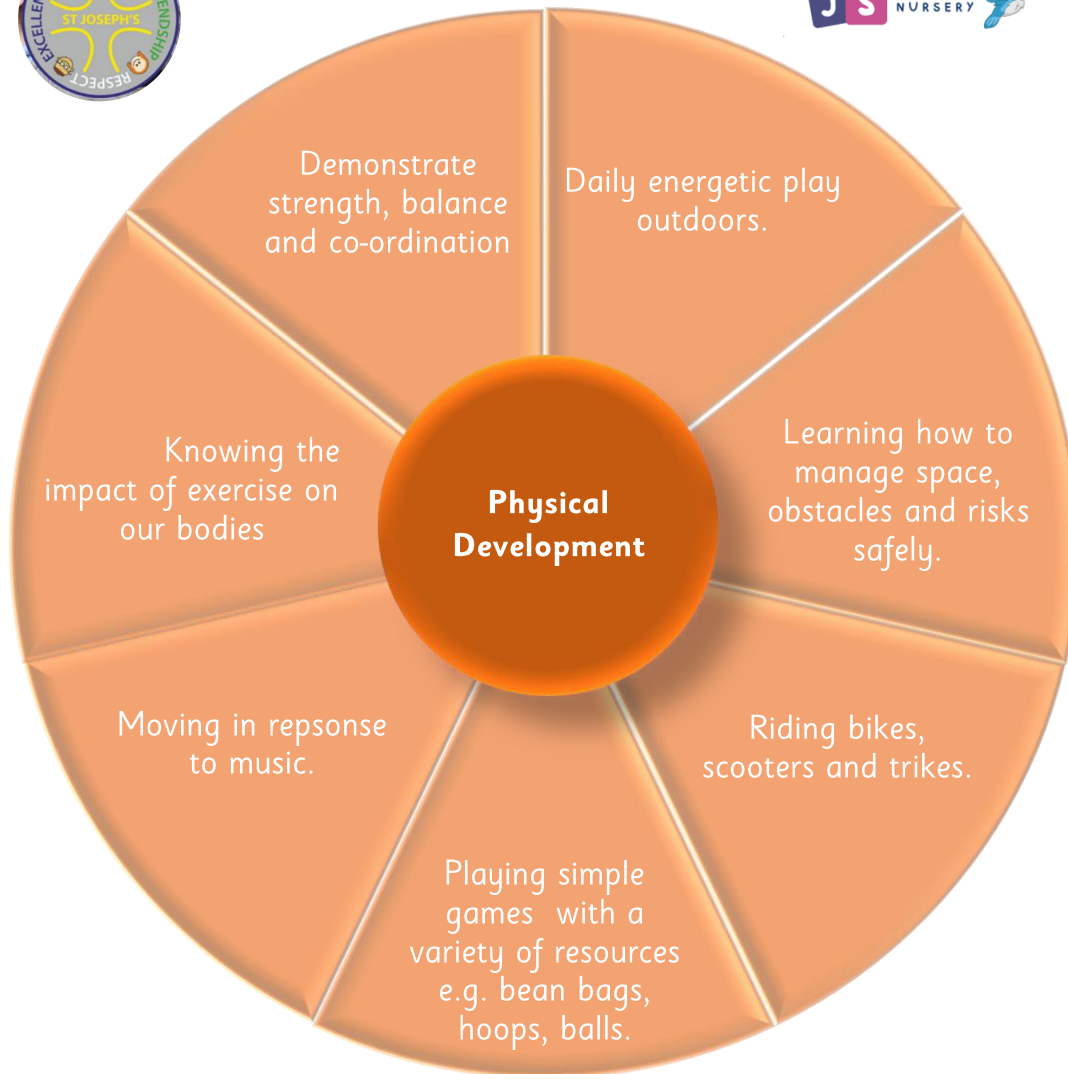 ST JOSEPH'S
RESPECT
J S
NURSERY
Demonstrate
strength, balance
and co-ordination
Daily energetic play
outdoors.
Learning how to
manage space,
obstacles and risks
safely.
Riding bikes,
scooters and trikes.
Playing simple
games  with a
variety of resources
e.g. bean bags,
hoops, balls.
Moving in repsonse
to music.
Knowing the
impact of exercise on
our bodies
Physical
Development